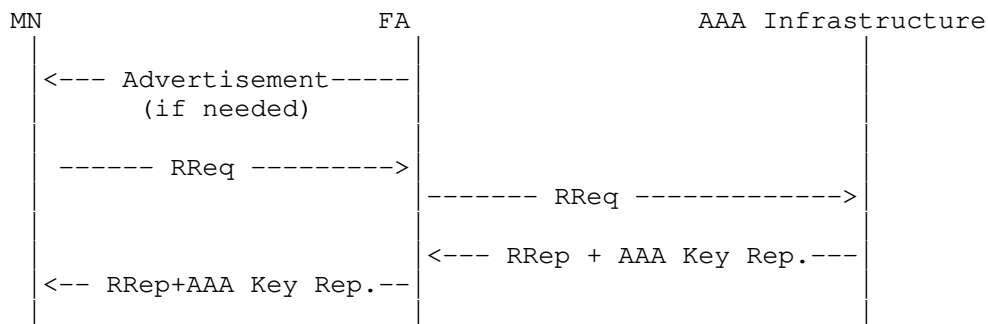 MN FA AAA Infrastructure
<--- Advertisement-----
(if needed)
------ RReq --------->
------- RReq ------------->
<--- RRep + AAA Key Rep.---
<-- RRep+AAA Key Rep.--